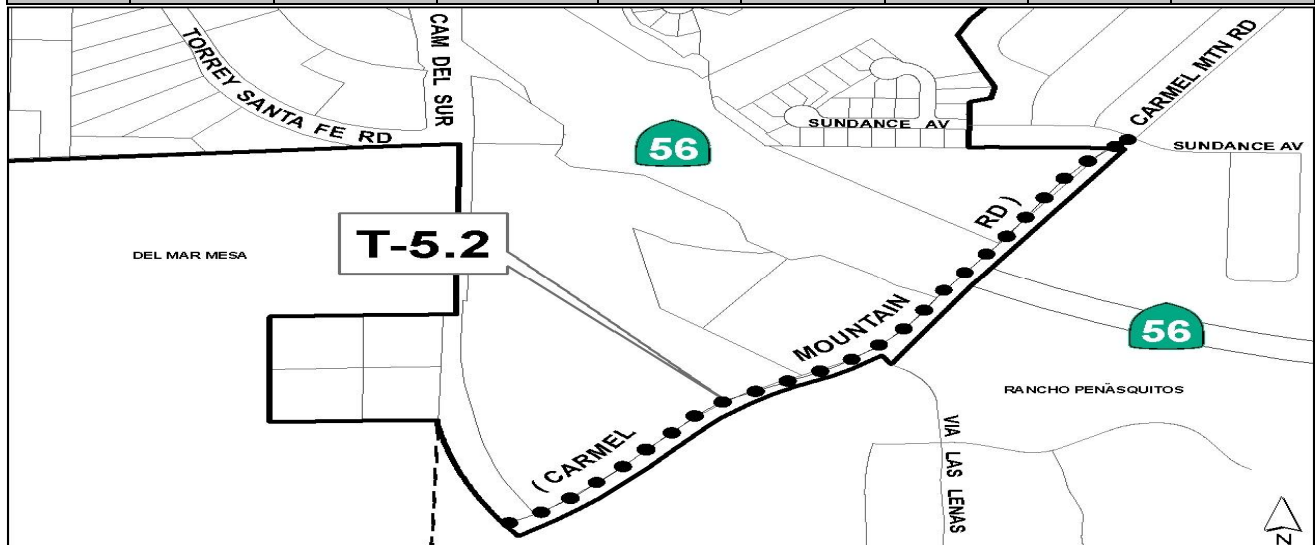 TORREY SANTA FE RD
CAM DEL SUR
CARMEL MTN RD
SUNDANCE AV
SUNDANCE AV
56
T-5.2
DEL MAR MESA
(CARMEL MOUNTAIN RD)
56
RANCHO PEÑASQUITOS
VIA LAS LENAS
N